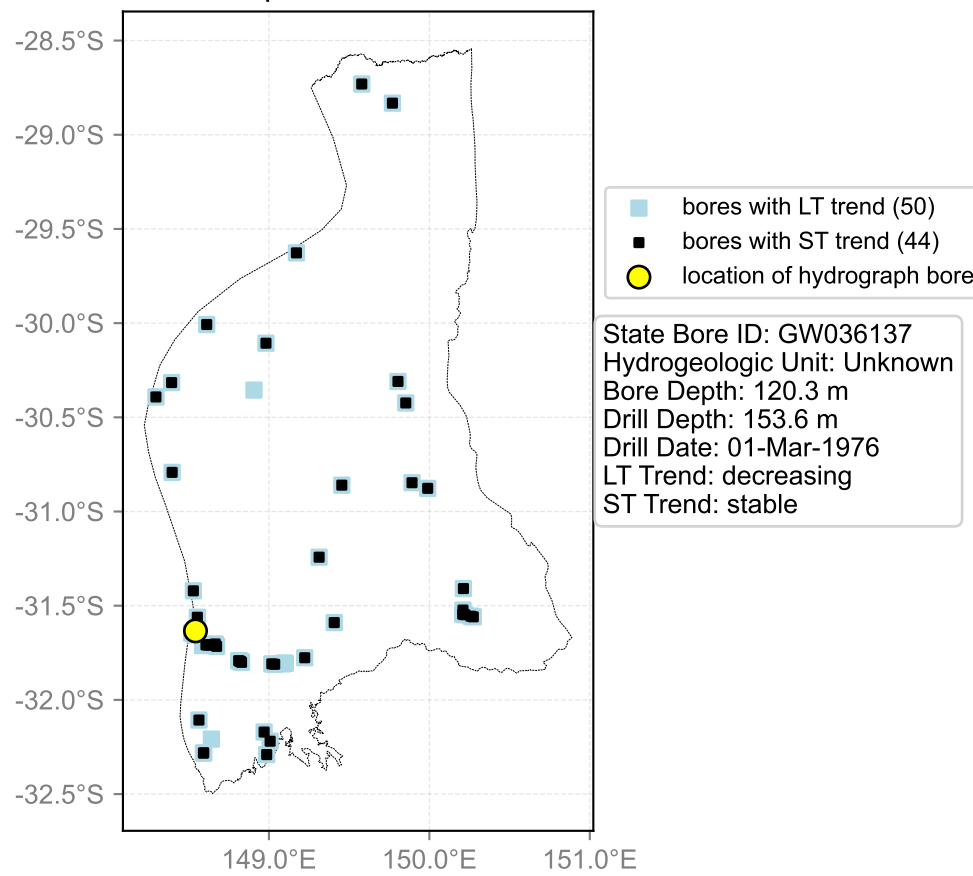 -28.5°S
-29.0°S
-29.5°S
-30.0°S
-30.5°S
-31.0°S
-31.5°S
-32.0°S
-32.5°S
149.0°E
150.0°E
151.0°E
bores with LT trend (50)
bores with ST trend (44)
location of hydrograph bore
State Bore ID: GW036137
Hydrogeologic Unit: Unknown
Bore Depth: 120.3 m
Drill Depth: 153.6 m
Drill Date: 01-Mar-1976
LT Trend: decreasing
ST Trend: stable